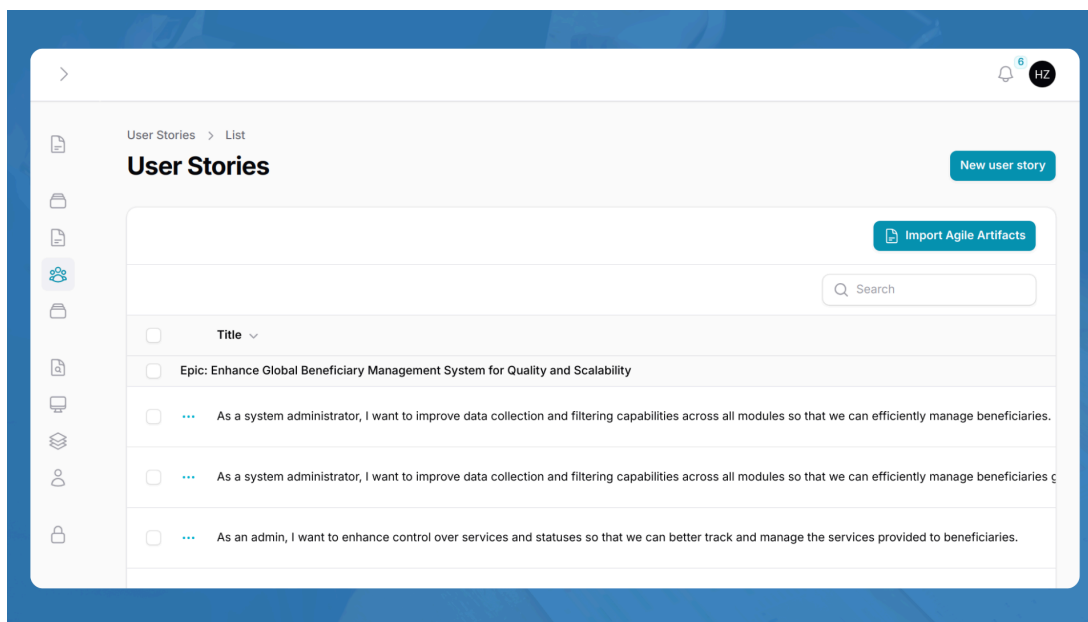 6
HZ
User Stories > List
User Stories
New user story
Import Agile Artifacts
Search
Title
Epic: Enhance Global Beneficiary Management System for Quality and Scalability
As a system administrator, I want to improve data collection and filtering capabilities across all modules so that we can efficiently manage beneficiaries.
As a system administrator, I want to improve data collection and filtering capabilities across all modules so that we can efficiently manage beneficiaries
As an admin, I want to enhance control over services and statuses so that we can better track and manage the services provided to beneficiaries.